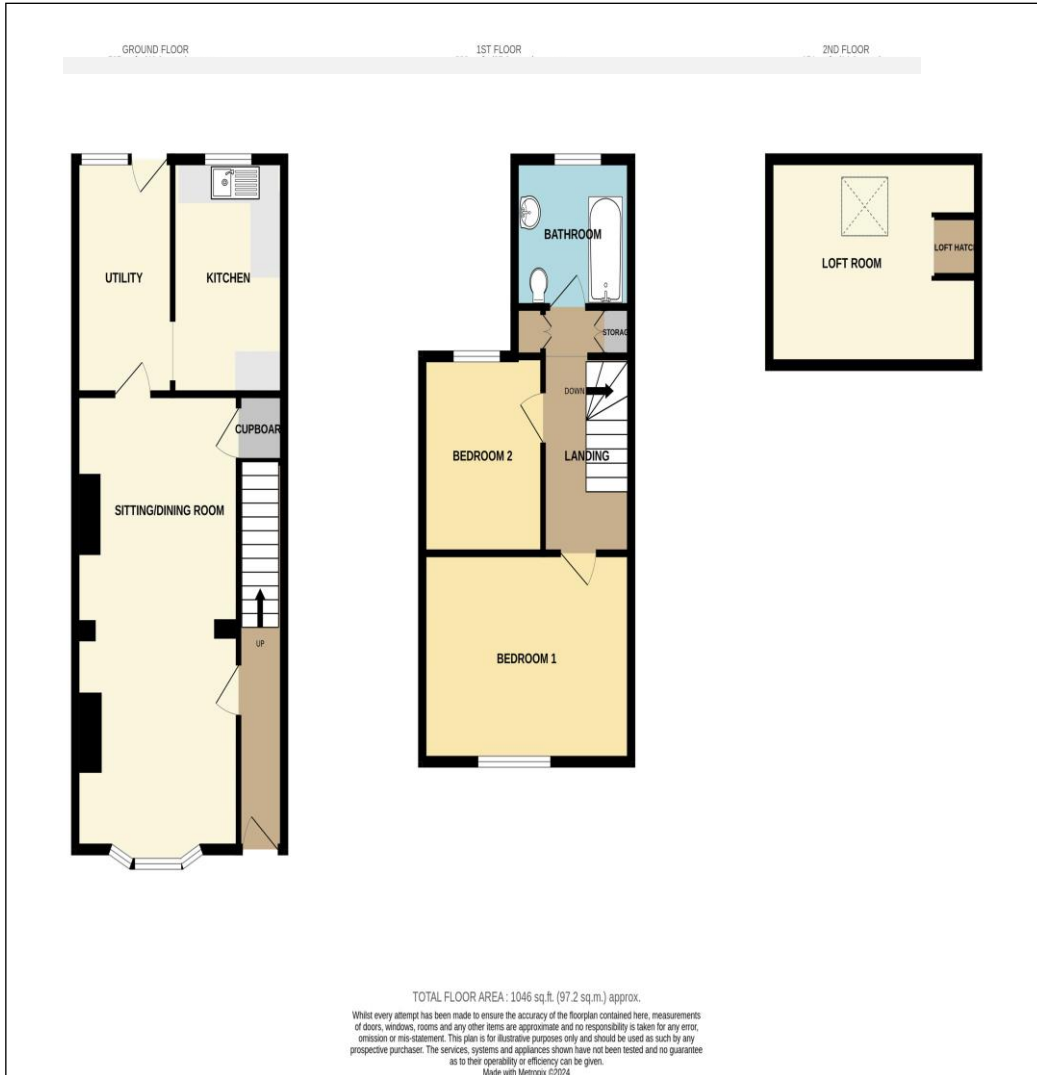 GROUND FLOOR
1ST FLOOR
2ND FLOOR
UTILITY
KITCHEN
CUPBOAR
SITTING/DINING ROOM
UP
BATHROOM
STORAG
DOWN
BEDROOM 2
LANDING
BEDROOM 1
LOFT HATC
LOFT ROOM
TOTAL FLOOR AREA : 1046 sq.ft. (97.2 sq.m.) approx.
Whilst every attempt has been made to ensure the accuracy of the floorplan contained here, measurements
of doors, windows, rooms and any other items are approximate and no responsibility is taken for any error,
omission or mis-statement. This plan is for illustrative purposes only and should be used as such by any
prospective purchaser. The services, systems and appliances shown have not been tested and no guarantee
as to their operability or efficiency can be given.
Made with Metropix ©2024